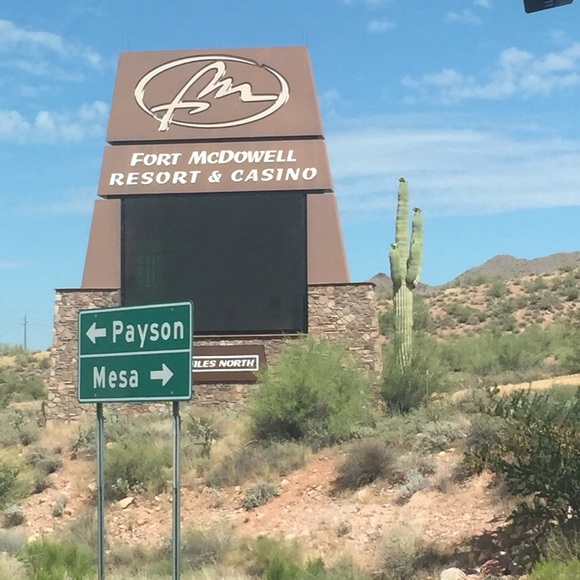 fm
FORT MCDOWELL
RESORT & CASINO
MILES NORTH
← Payson
Mesa →